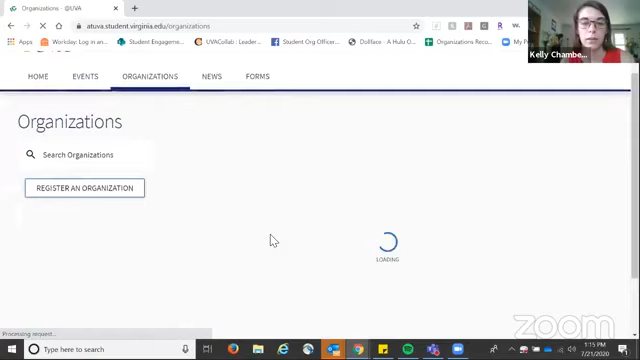 Organizations - @UVA
atuva.student.virginia.edu/organizations
Apps
Workday: Log in an...
Student Engagement...
UVACollab : Leader...
Student Org Officer...
Dollface - A Hulu O...
Organizations Reco...
My P
Kelly Chambe...
HOME EVENTS ORGANIZATIONS NEWS FORMS
Organizations
Search Organizations
REGISTER AN ORGANIZATION
LOADING
zoom
Processing request...
Type here to search
1:15 PM
7/21/2020